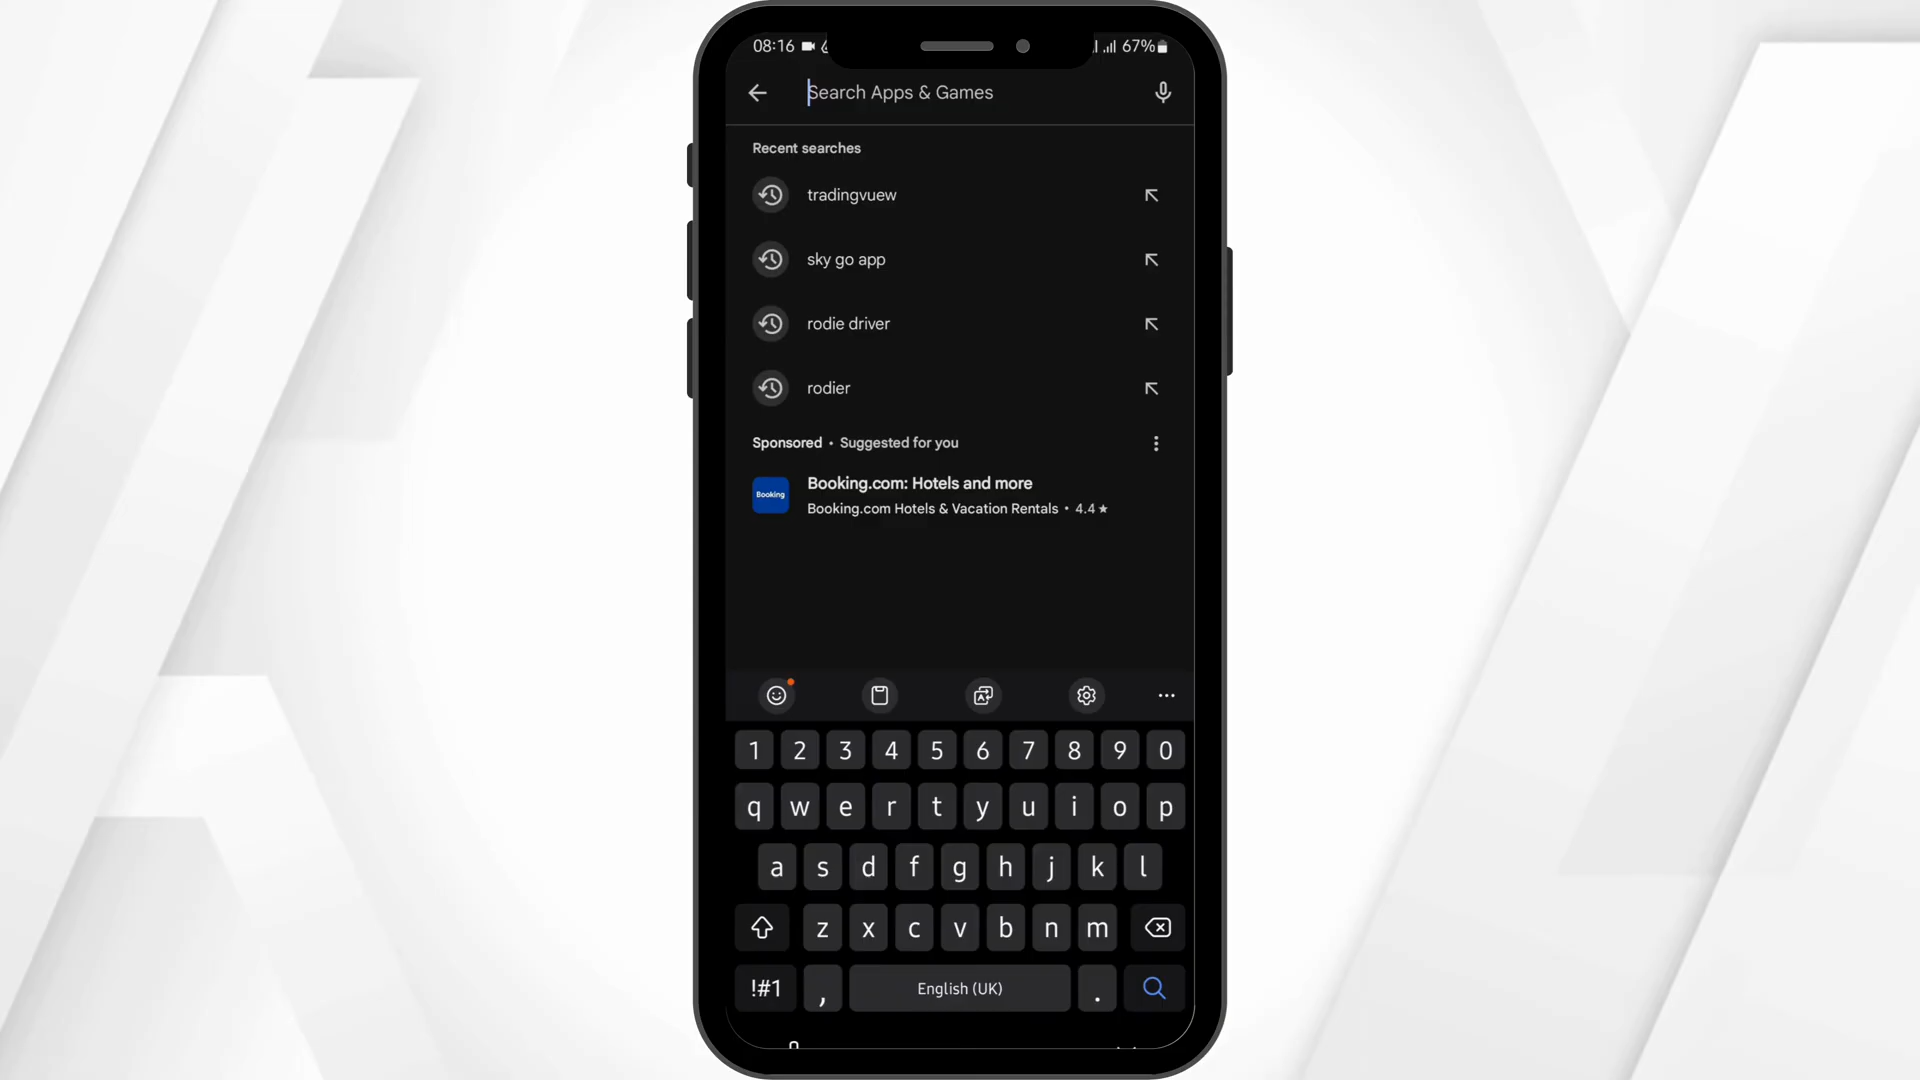 08:16 67%
Search Apps & Games
Recent searches
tradingvuew
sky go app
rodie driver
rodier
Sponsored • Suggested for you
Booking
Booking.com: Hotels and more
Booking.com Hotels & Vacation Rentals • 4.4 ★
1 2 3 4 5 6 7 8 9 0
q w e r t y u i o p
a s d f g h j k l
z x c v b n m
!#1 , English (UK) .